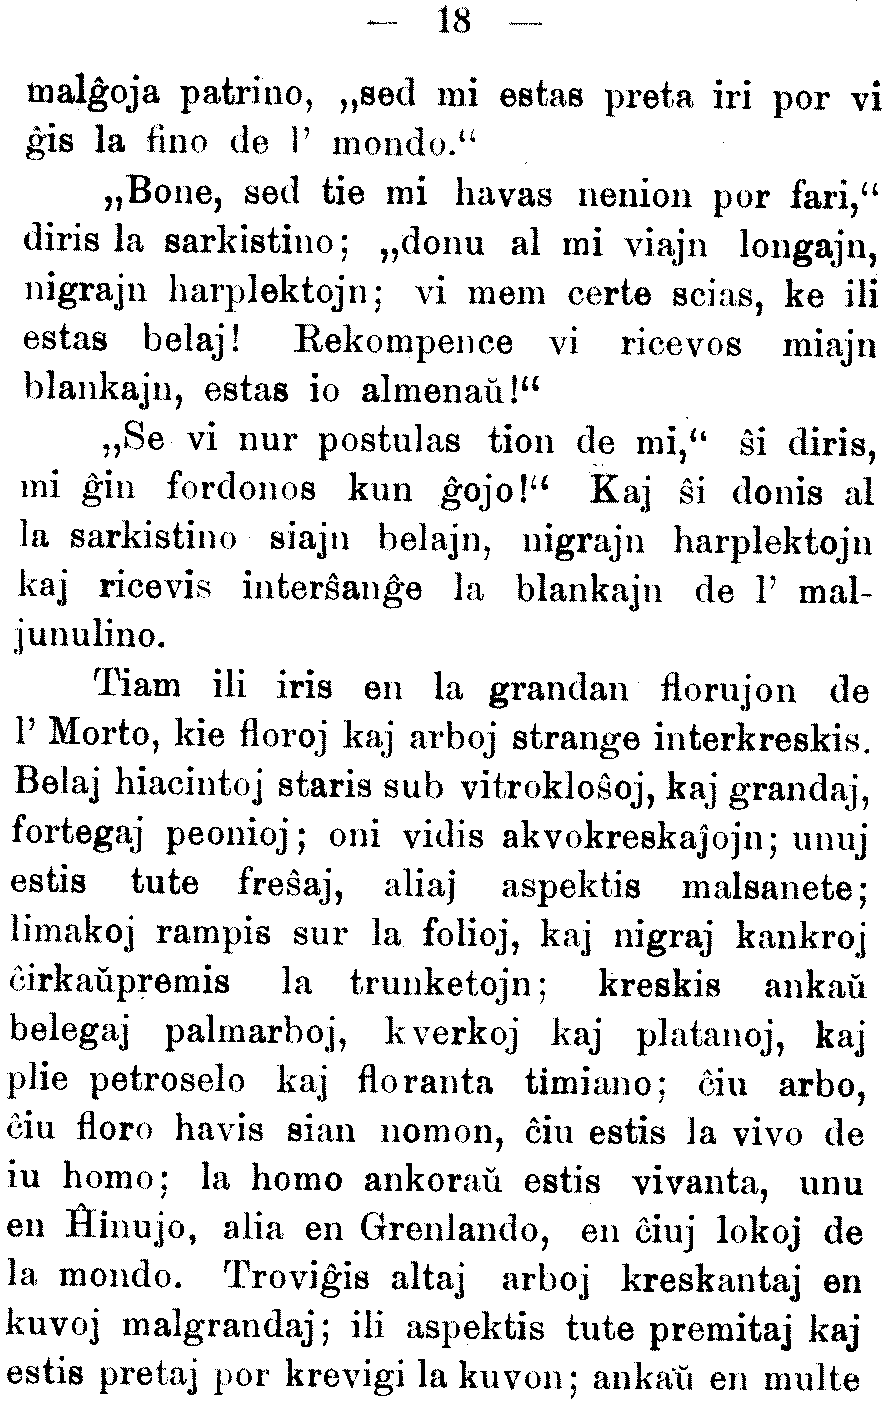 — 18 —
malĝoja patrino, „sed mi estas preta iri por vi
ĝis la fino de l’ mondo.“
„Bone, sed tie mi havas nenion por fari,“
diris la sarkistino; „donu al mi viajn longajn,
nigrajn harplektojn; vi mem certe scias, ke ili
estas belaj! Rekompence vi ricevos miajn
blankajn, estas io almenaŭ!“
„Se vi nur postulas tion de mi,“ ŝi diris,
mi ĝin fordonos kun ĝojo!“ Kaj ŝi donis al
la sarkistino siajn belajn, nigrajn harplektojn
kaj ricevis interŝanĝe la blankajn de l’ mal-
junulino.
Tiam ili iris en la grandan florujon de
l’ Morto, kie floroj kaj arboj strange interkreskis.
Belaj hiacintoj staris sub vitrokloŝoj, kaj grandaj,
fortegaj peonioj; oni vidis akvokreskaĵojn; unuj
estis tute freŝaj, aliaj aspektis malsanete;
limakoj rampis sur la folioj, kaj nigraj kankroj
ĉirkaŭpremis la trunketojn; kreskis ankaŭ
belegaj palmarboj, kverkoj kaj platanoj, kaj
plie petroselo kaj floranta timiano; ĉiu arbo,
ĉiu floro havis sian nomon, ĉiu estis la vivo de
iu homo; la homo ankoraŭ estis vivanta, unu
en Ĥinujo, alia en Grenlando, en ĉiuj lokoj de
la mondo. Troviĝis altaj arboj kreskantaj en
kuvoj malgrandaj; ili aspektis tute premitaj kaj
estis pretaj por krevigi la kuvon; ankaŭ en multe